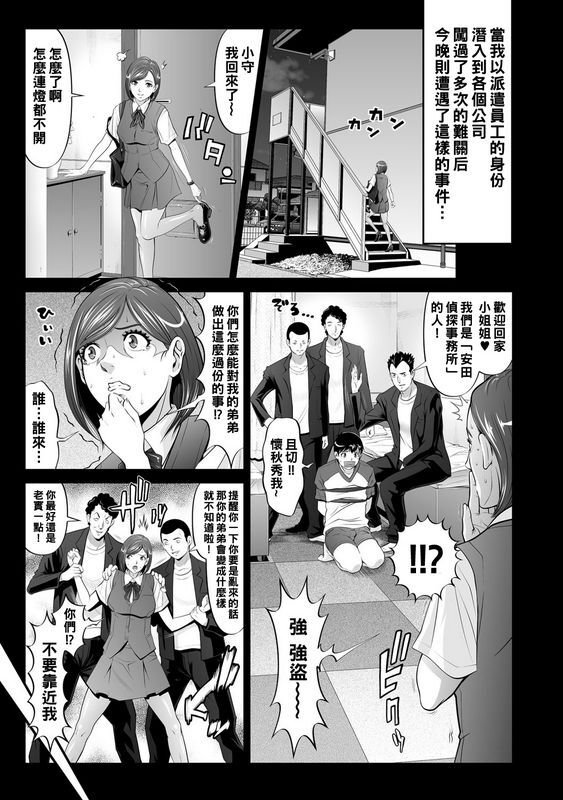 當我以派遣員工的身份
潛入到各個公司
闖過了多次的難關后
今晚則遭遇了這樣的事件…
カン
カン
小守
我回來了～
怎麼了啊
怎麼連燈都不開
バタン
歡迎回家
小姐姐♥
我們是「安田
偵探事務所」
的人！
ぞろ…
且切!!
懷秋秀我～
!!?
強 強盜～
你們怎麼能對我的弟弟
做出這麼過份的事!?
ひぃぃ
誰…誰來…
提醒你一下你要是亂來的話
那你的弟弟會變成什麼樣
就不知道啦！
你最好還是
老實一點！
你們!?
不要靠近我